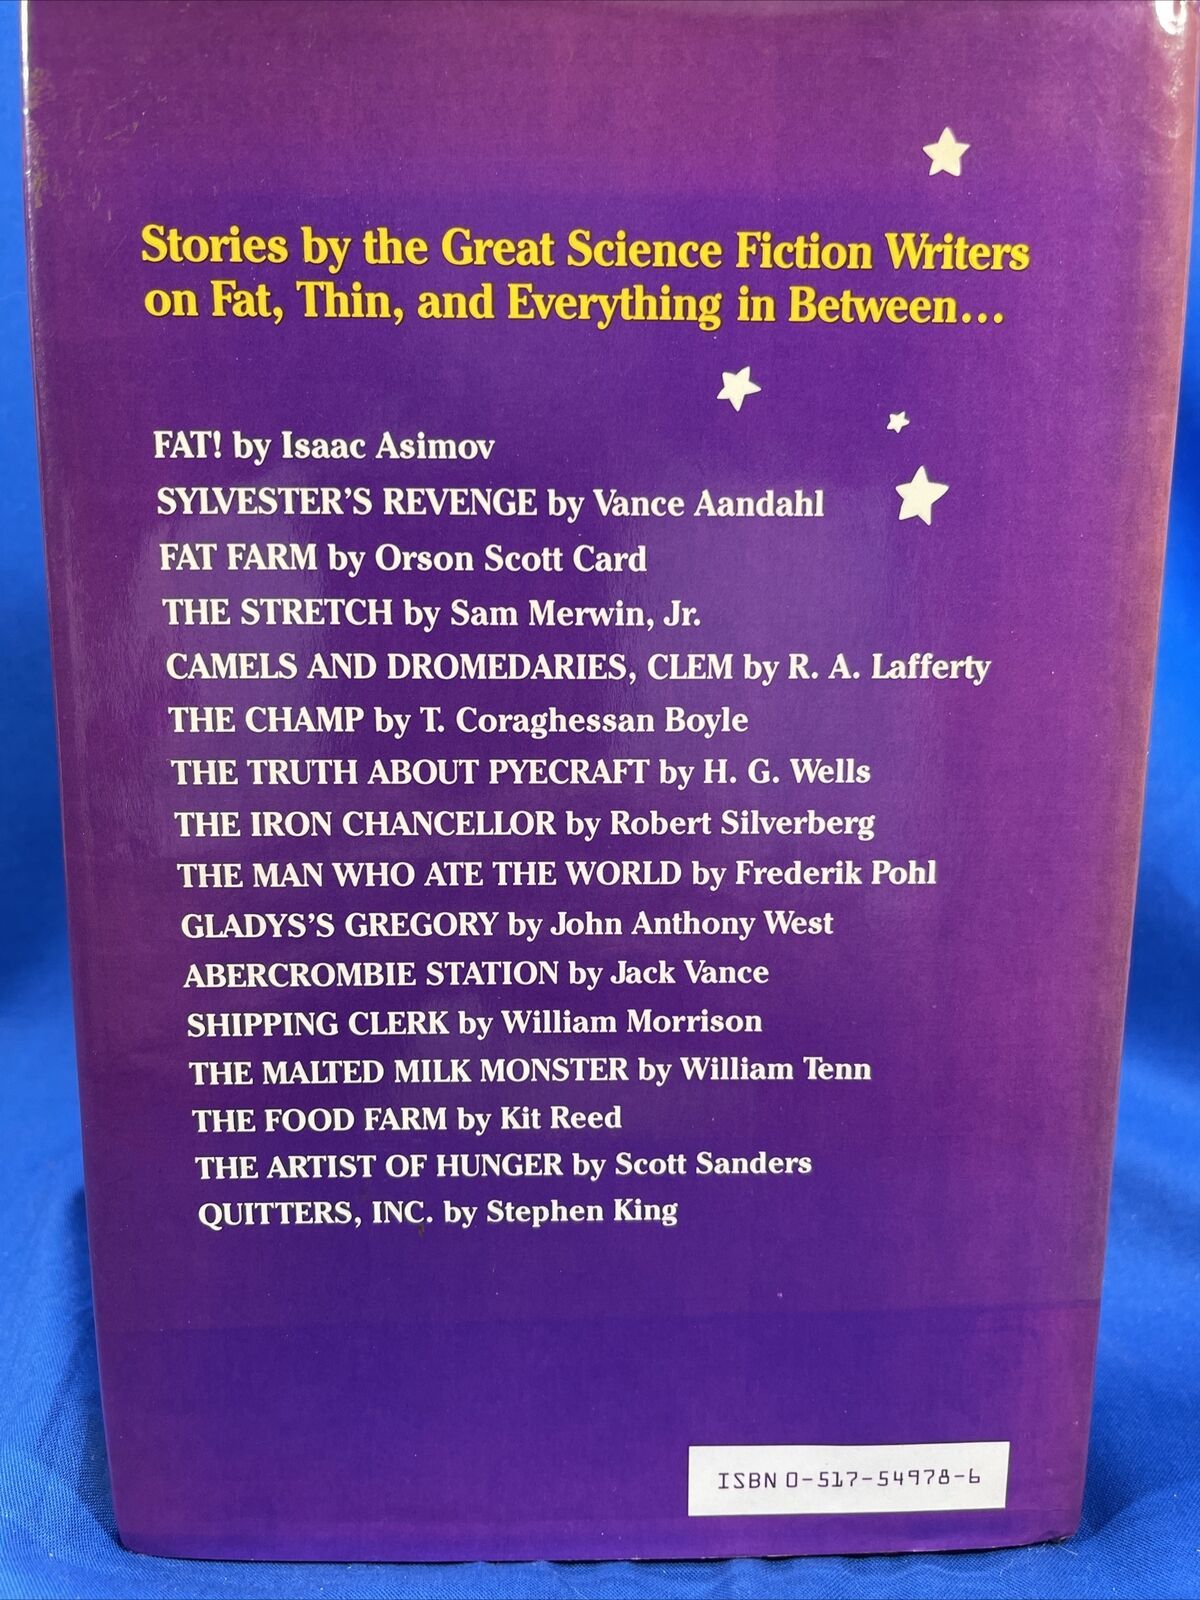 Stories by the Great Science Fiction Writers
on Fat, Thin, and Everything in Between...
FAT! by Isaac Asimov
SYLVESTER'S REVENGE by Vance Aandahl
FAT FARM by Orson Scott Card
THE STRETCH by Sam Merwin, Jr.
CAMELS AND DROMEDARIES, CLEM by R. A. Lafferty
THE CHAMP by T. Coraghessan Boyle
THE TRUTH ABOUT PYECRAFT by H. G. Wells
THE IRON CHANCELLOR by Robert Silverberg
THE MAN WHO ATE THE WORLD by Frederik Pohl
GLADYS'S GREGORY by John Anthony West
ABERCROMBIE STATION by Jack Vance
SHIPPING CLERK by William Morrison
THE MALTED MILK MONSTER by William Tenn
THE FOOD FARM by Kit Reed
THE ARTIST OF HUNGER by Scott Sanders
QUITTERS, INC. by Stephen King
ISBN 0-517-54978-6